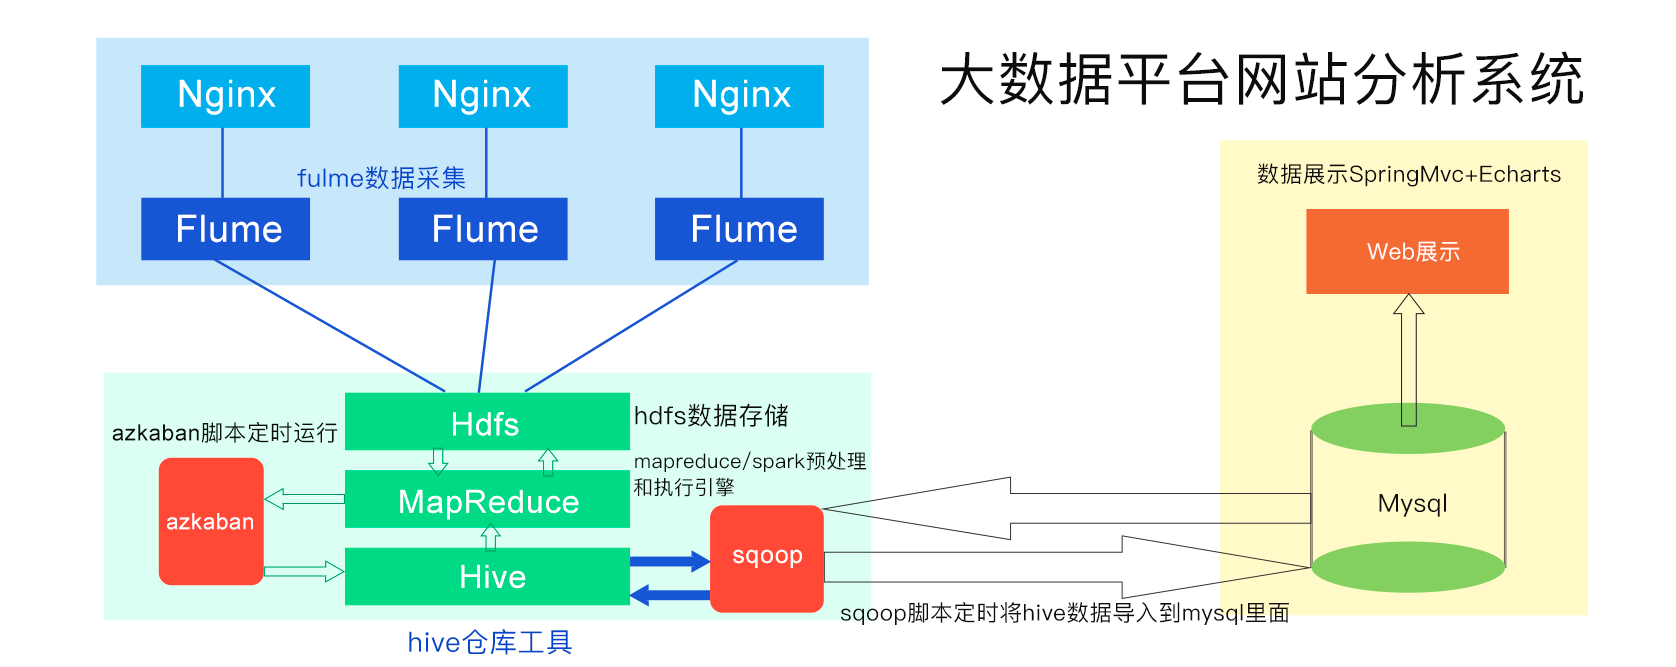 大数据平台网站分析系统
Nginx
Nginx
Nginx
fulme数据采集
Flume
Flume
Flume
数据展示SpringMvc+Echarts
Web展示
Hdfs
hdfs数据存储
azkaban脚本定时运行
mapreduce/spark预处理
和执行引擎
MapReduce
azkaban
Mysql
sqoop
Hive
sqoop脚本定时将hive数据导入到mysql里面
hive仓库工具